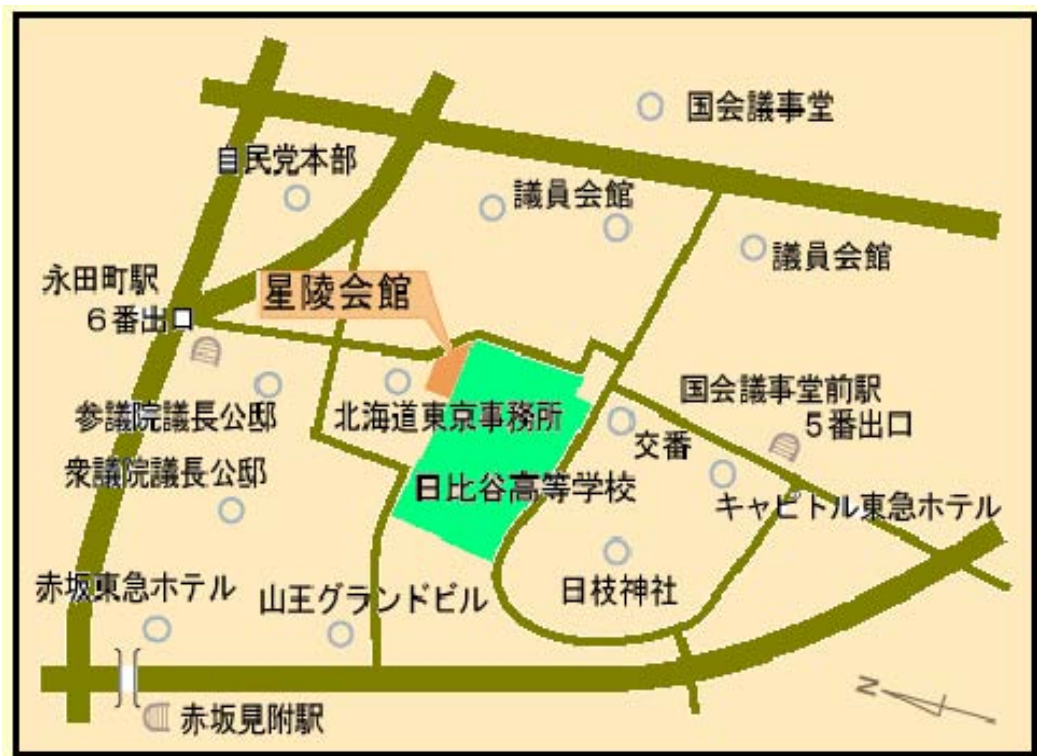 国会議事堂
自民党本部
議員会館
議員会館
永田町駅
６番出口
星陵会館
参議院議長公邸
北海道東京事務所
国会議事堂前駅
５番出口
交番
衆議院議長公邸
日比谷高等学校
キャピトル東急ホテル
赤坂東急ホテル
山王グランドビル
日枝神社
赤坂見附駅
N